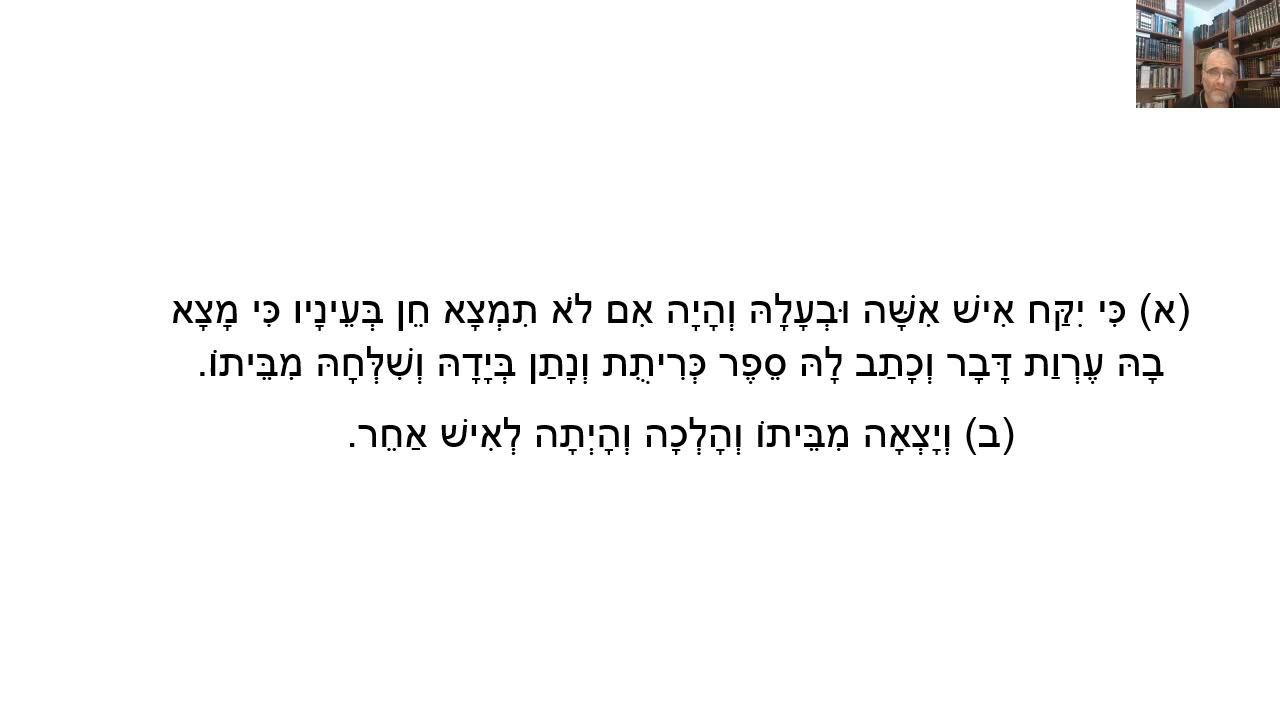 (א) כִּי יִקַּח אִישׁ אִשָּׁה וּבְעָלָהּ וְהָיָה אִם לֹא תִמְצָא חֵן בְּעֵינָיו כִּי מָצָא
בָהּ עֶרְוַת דָּבָר וְכָתַב לָהּ סֵפֶר כְּרִיתֻת וְנָתַן בְּיָדָהּ וְשִׁלְּחָהּ מִבֵּיתוֹ.
(ב) וְיָצְאָה מִבֵּיתוֹ וְהָלְכָה וְהָיְתָה לְאִישׁ אַחֵר.